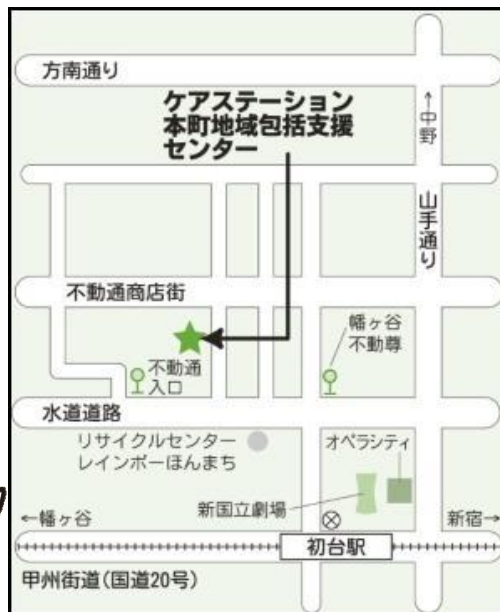 方南通り
ケアステーション
本町地域包括支援
センター
↑中野
山手通り
不動通商店街
幡ヶ谷
不動尊
不動通
入口
水道道路
リサイクルセンター
レインボーほんまち
オペラシティ
新国立劇場
←幡ヶ谷
新宿→
初台駅
甲州街道(国道20号)